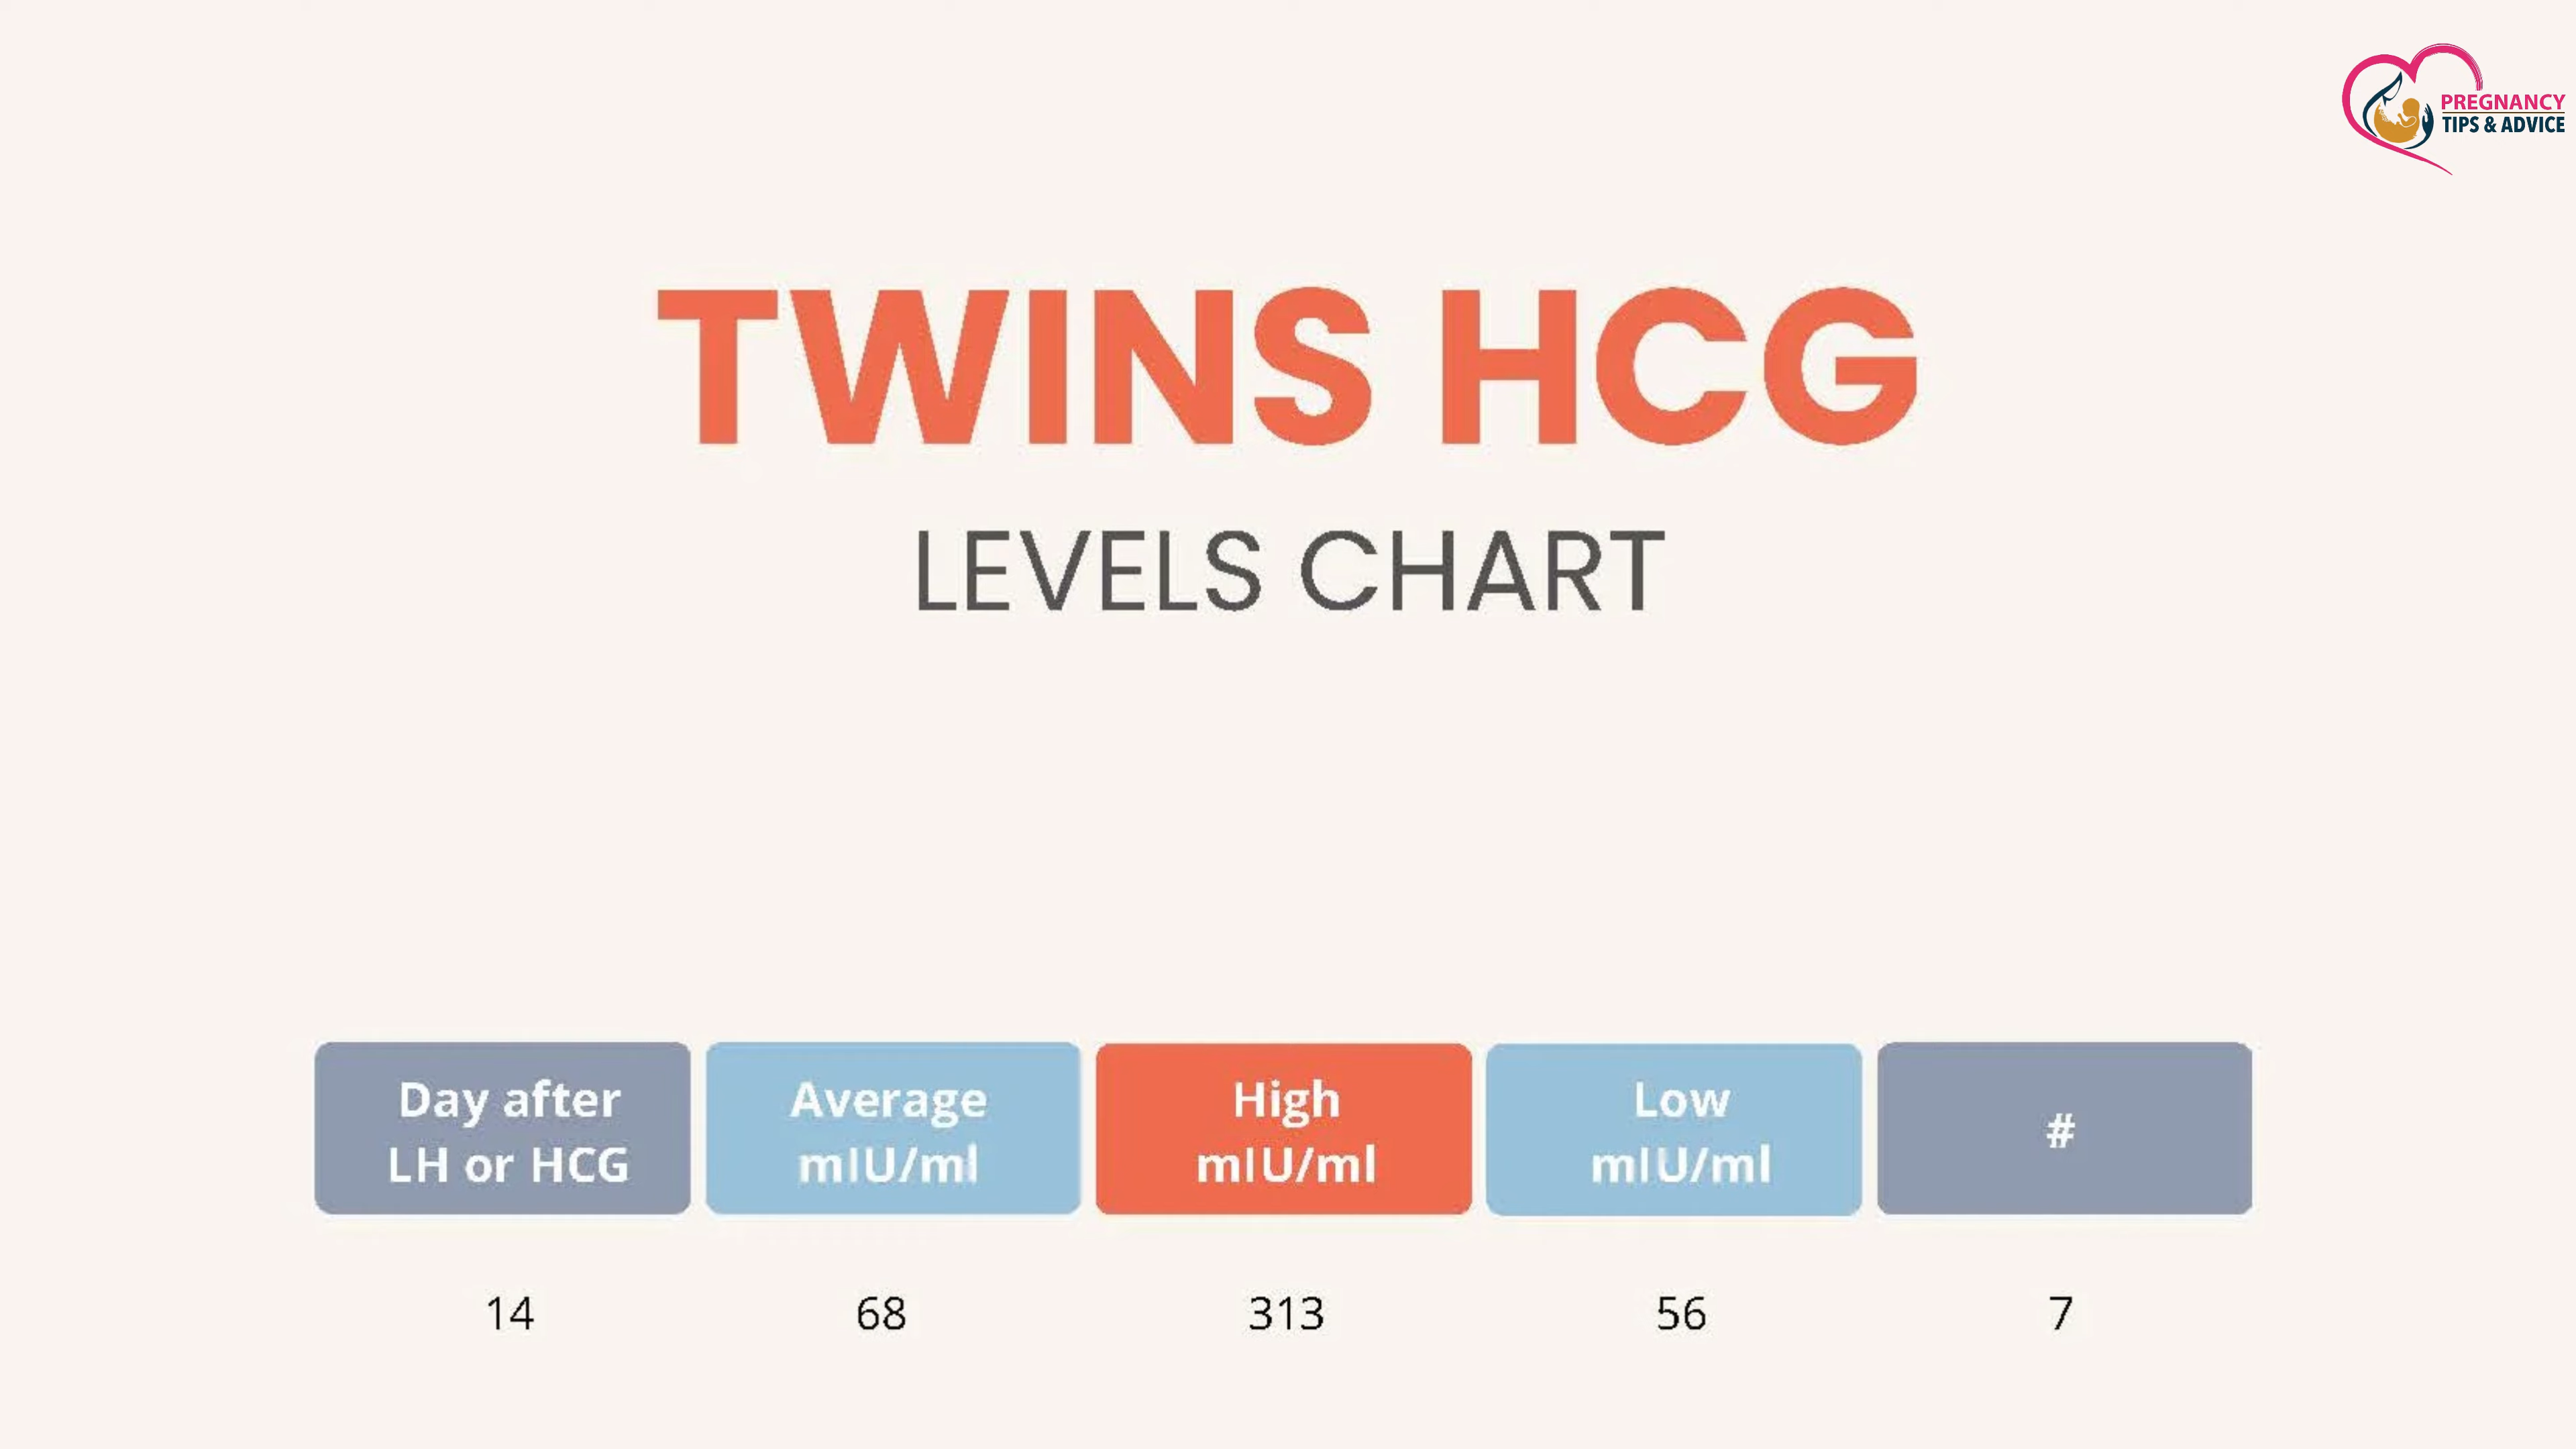 PREGNANCY
TIPS & ADVICE
TWINS HCG
LEVELS CHART
Day after
LH or HCG
Average
mIU/ml
High
mIU/ml
Low
mIU/ml
#
14 68 313 56 7